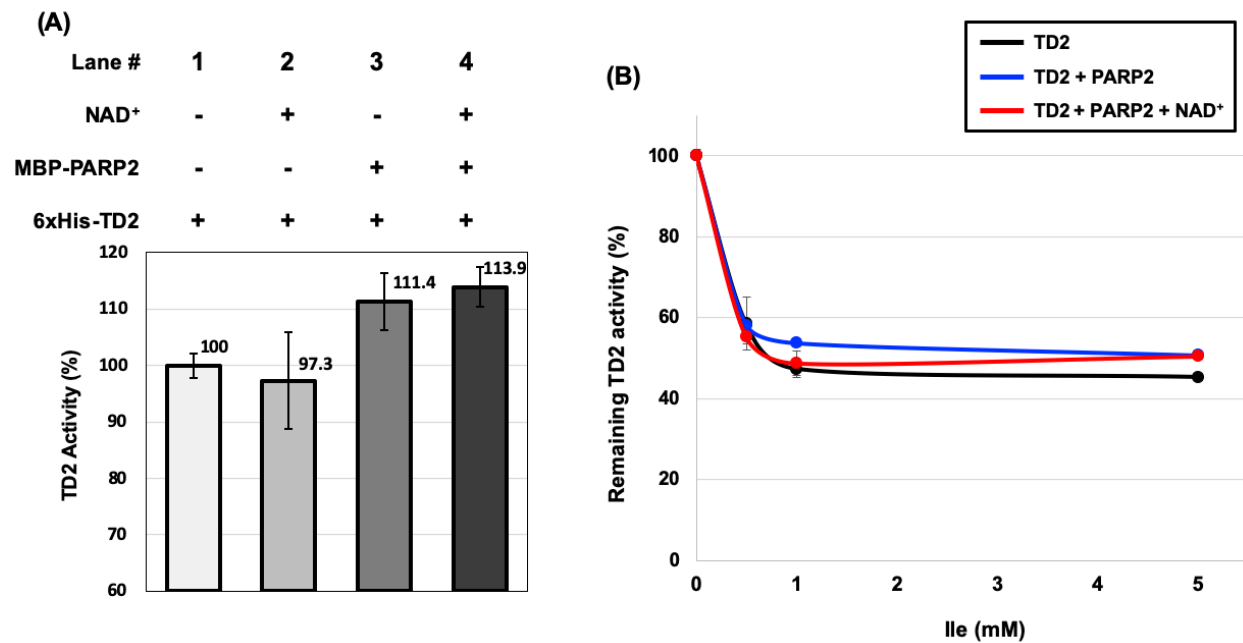 (A)
Lane # 1 2 3 4
NAD⁺ - + - +
MBP-PARP2 - - + +
6xHis-TD2 + + + +
120
110
100
90
80
70
60
TD2 Activity (%)
100
97.3
111.4
113.9
(B)
TD2
TD2 + PARP2
TD2 + PARP2 + NAD⁺
100
80
60
40
20
0
Remaining TD2 activity (%)
0 1 2 3 4 5
Ile (mM)